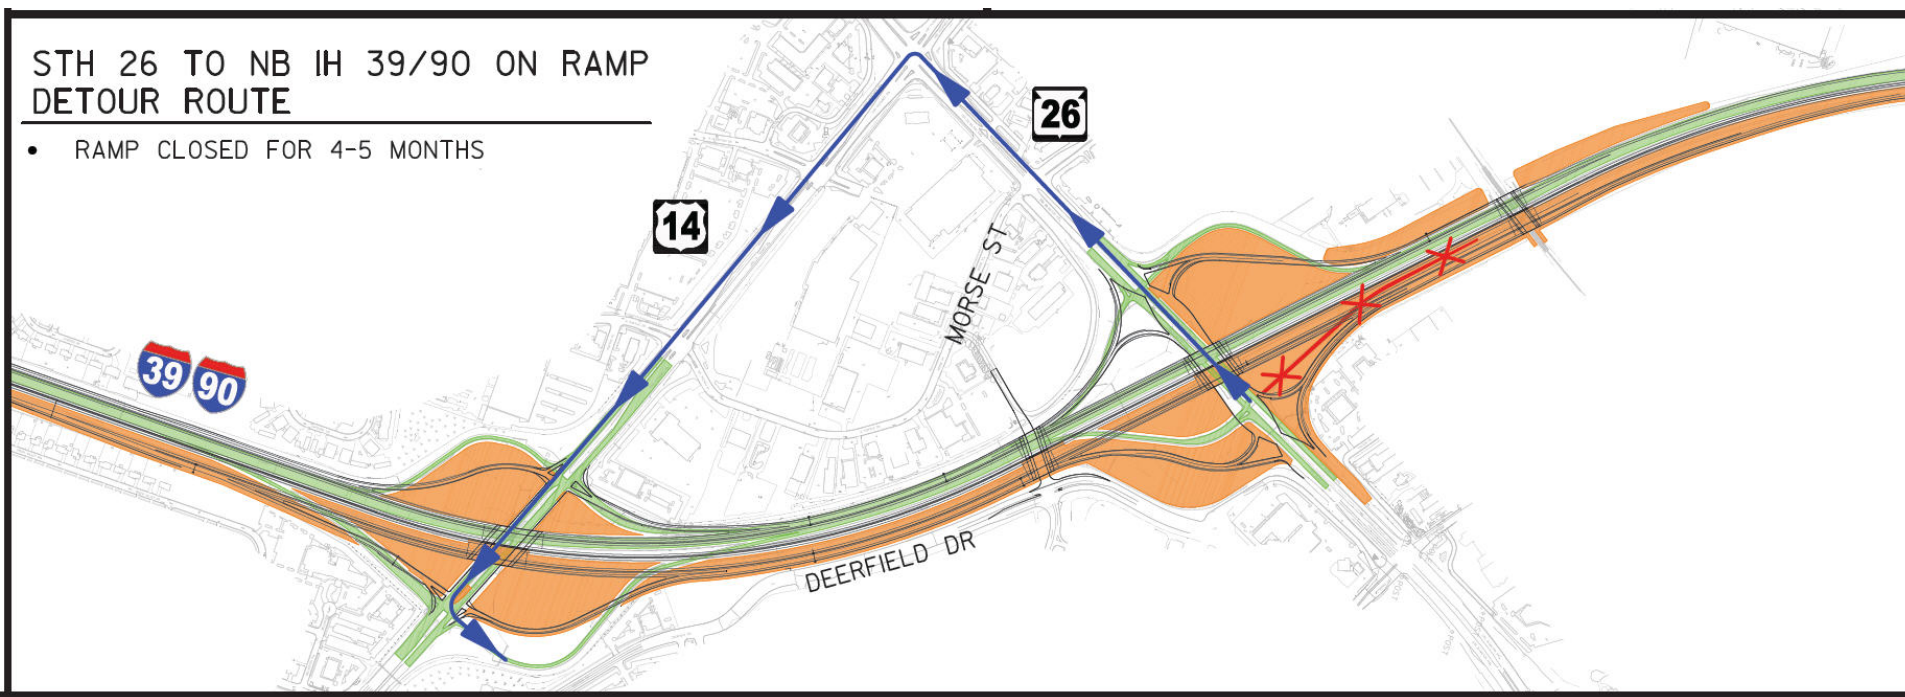 STH 26 TO NB IH 39/90 ON RAMP
DETOUR ROUTE
• RAMP CLOSED FOR 4-5 MONTHS
26
14
MORSE ST
39
90
DEERFIELD DR
POST